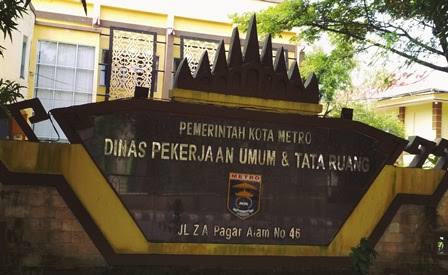 PEMERINTAH KOTA METRO
DINAS PEKERJAAN UMUM & TATA RUANG
METRO
JL Z.A Pagar Alam No 46